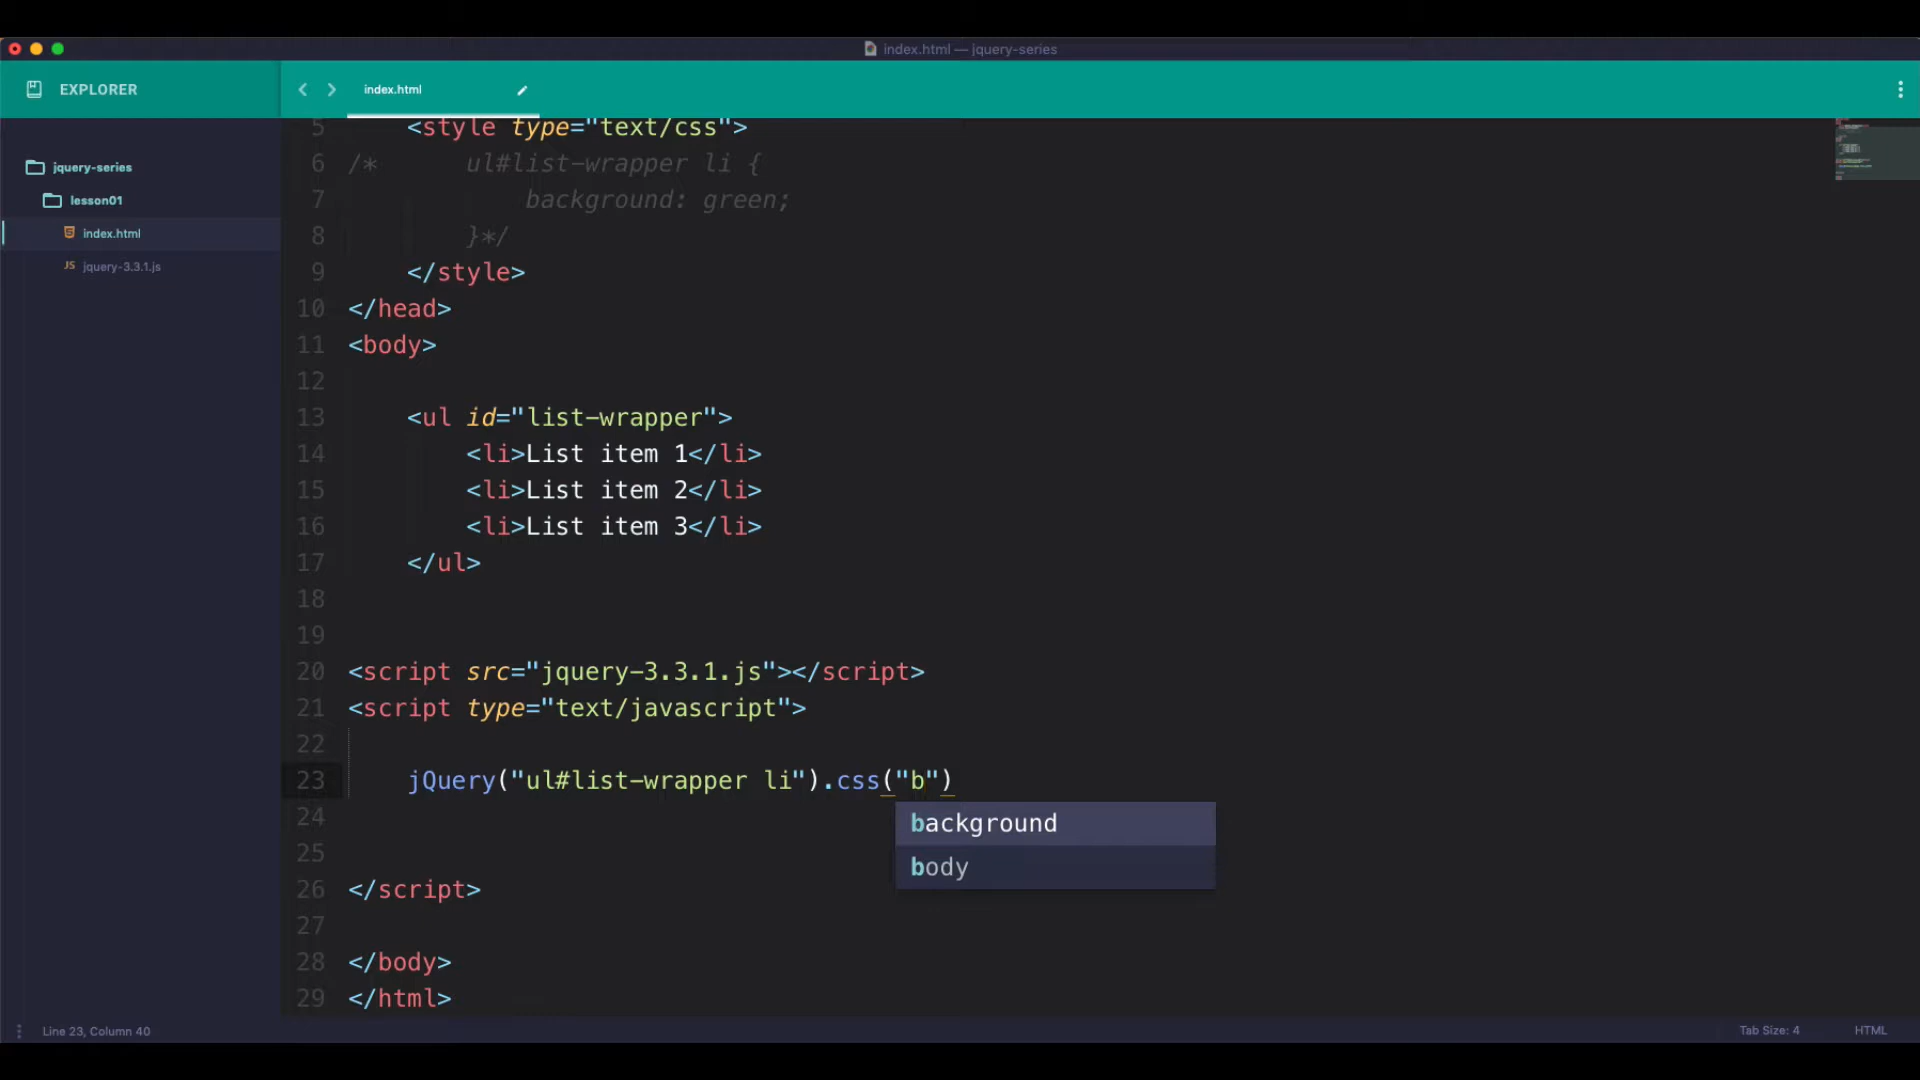 index.html — jquery-series
EXPLORER
index.html
jquery-series
lesson01
index.html
JS jquery-3.3.1.js
5 <style type="text/css">
6 /* ul#list-wrapper li {
7 background: green;
8 }*/
9 </style>
10 </head>
11 <body>
12
13 <ul id="list-wrapper">
14 <li>List item 1</li>
15 <li>List item 2</li>
16 <li>List item 3</li>
17 </ul>
18
19
20 <script src="jquery-3.3.1.js"></script>
21 <script type="text/javascript">
22
23 jQuery("ul#list-wrapper li").css("b")
24
background
25
body
26 </script>
27
28 </body>
29 </html>
Line 23, Column 40
Tab Size: 4
HTML